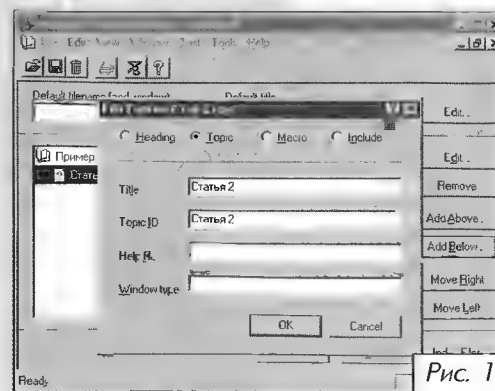 Edit View Window Test Tools Help
Default filename (and window) Default title
Edit...
Heading Topic Macro Include
Пример
Edit...
Стать
Title Статья 2
Remove
Topic ID Статья 2
Add Above...
Add Below...
Help
Window type
Move Right
Move Left
OK Cancel
Ready
Рис. 1